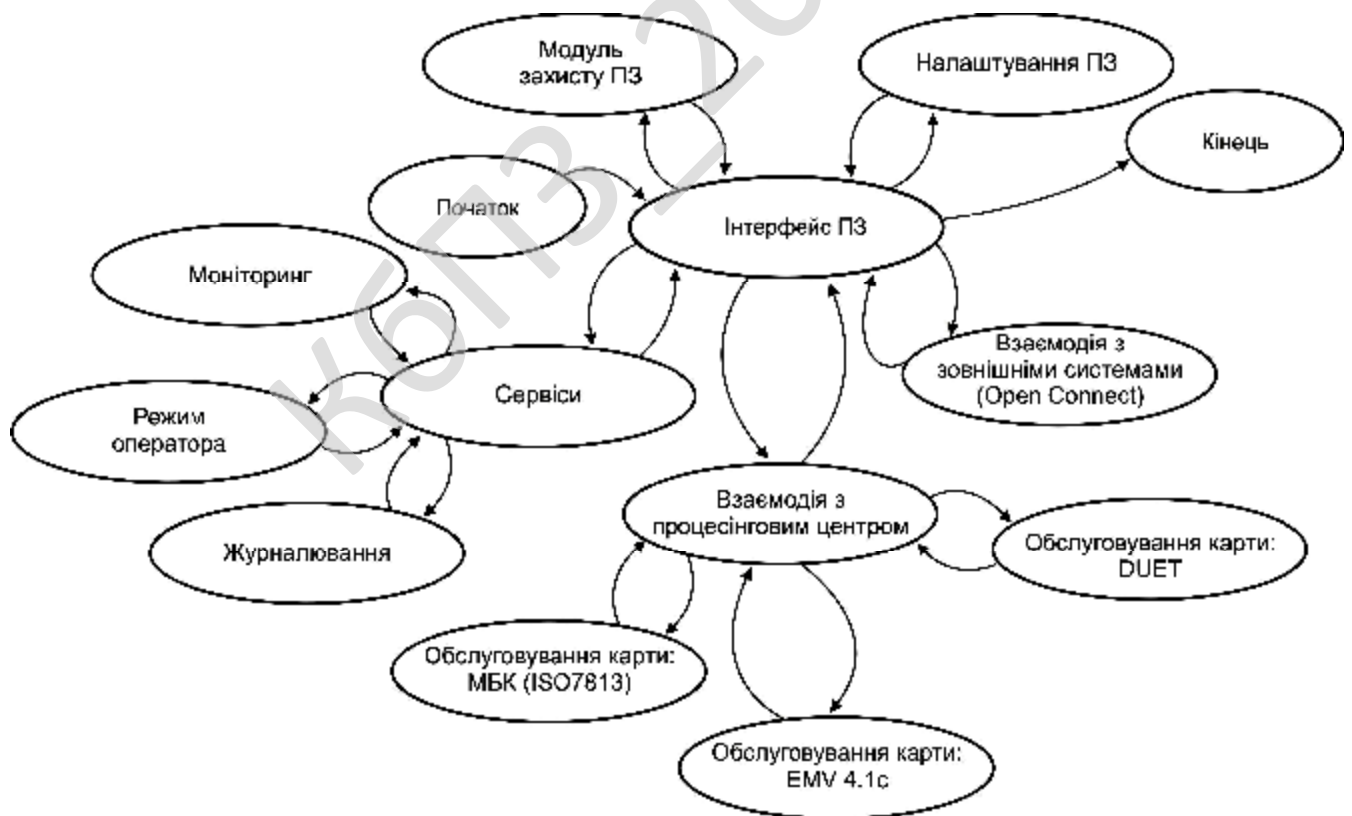 Модуль
захисту ПЗ
Налаштування ПЗ
Кінець
Початок
Інтерфейс ПЗ
Моніторинг
Взаємодія з
зовнішніми системами
(Open Connect)
Сервіси
Режим
оператора
Взаємодія з
процесінговим центром
Журналювання
Обслуговування карти:
DUET
Обслуговування карти:
МБК (ISO7813)
Обслуговування карти:
EMV 4.1с